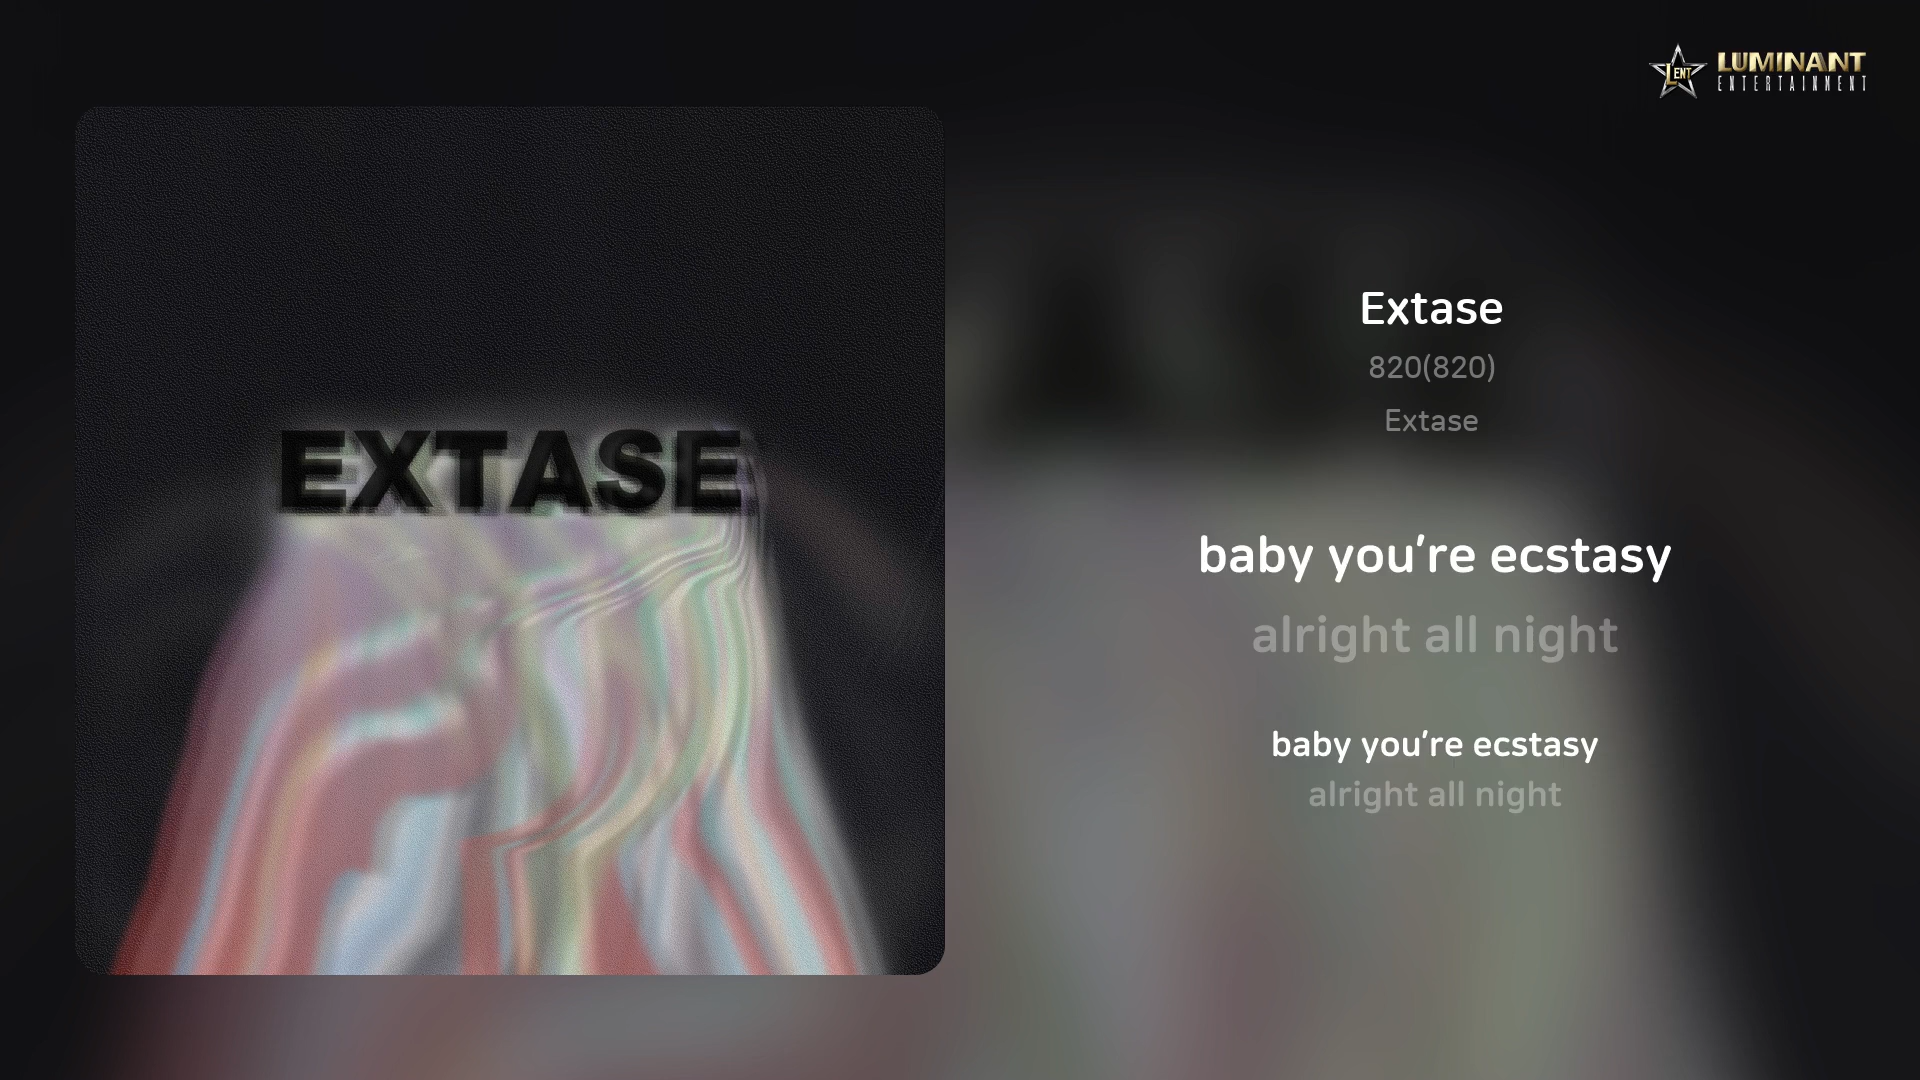 LENT
LUMINANT
ENTERTAINMENT
EXTASE
Extase
820(820)
Extase
baby you're ecstasy
alright all night
baby you're ecstasy
alright all night